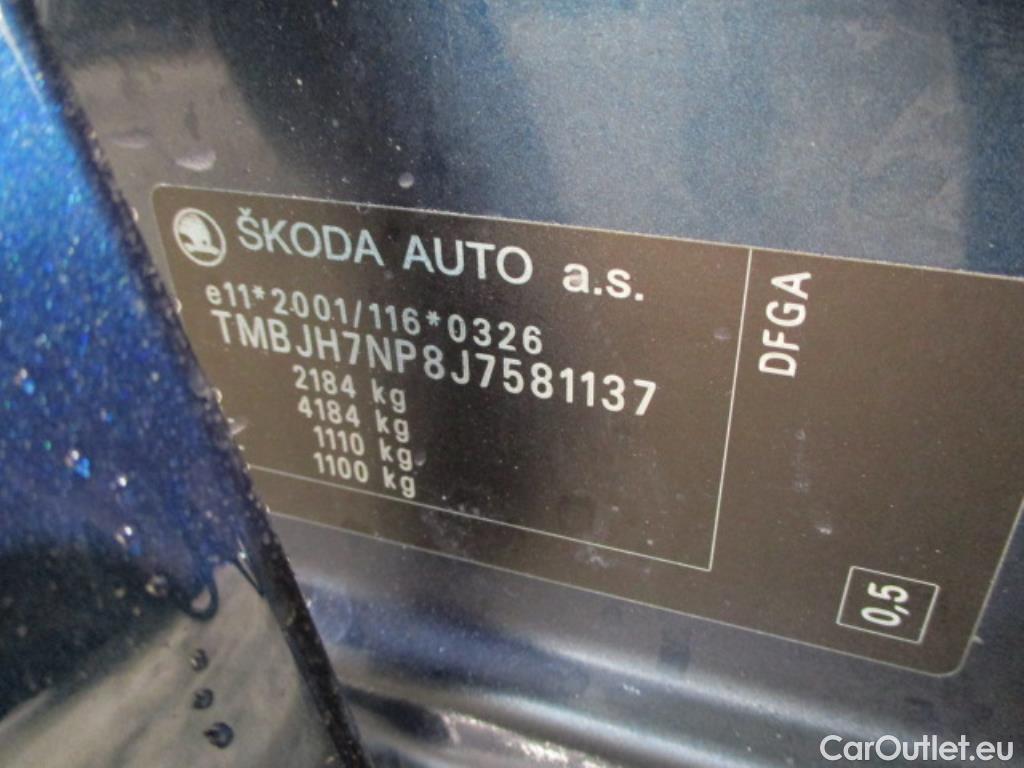 ŠKODA AUTO a.s.
e11*2001/116*0326
TMBJH7NP8J7581137
2184 kg
4184 kg
1110 kg
1100 kg
DFGA
0,5
CarOutlet.eu